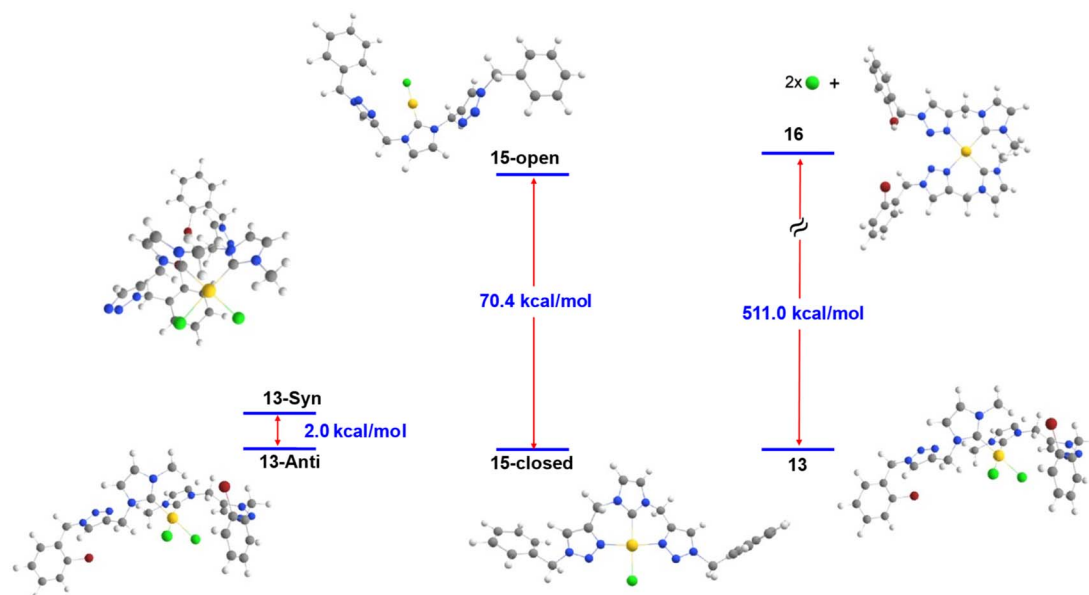 2x +
16
15-open
70.4 kcal/mol
511.0 kcal/mol
13-Syn
2.0 kcal/mol
13-Anti
15-closed
13